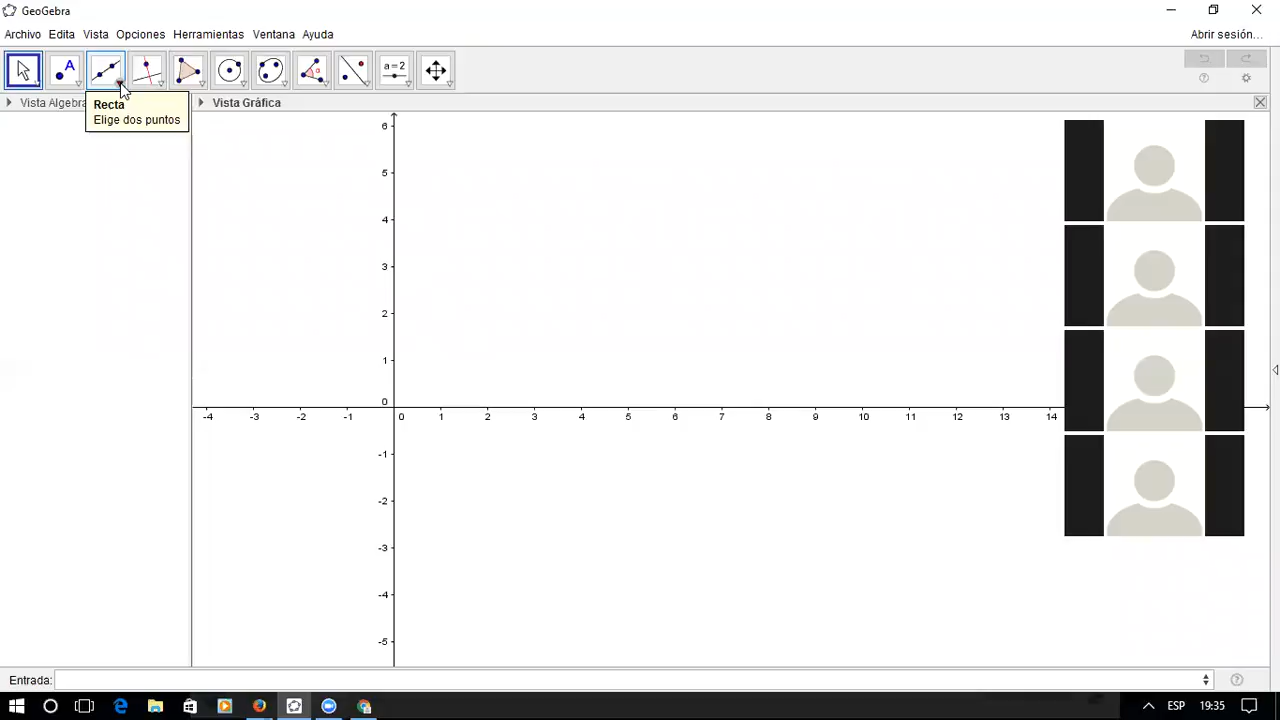 GeoGebra
Archivo Edita Vista Opciones Herramientas Ventana Ayuda Abrir sesión...
A
a = 2
Vista Algebra Vista Gráfica
Recta
Elige dos puntos
6
5
4
3
2
1
0
-4 -3 -2 -1 0 1 2 3 4 5 6 7 8 9 10 11 12 13 14
-1
-2
-3
-4
-5
Entrada:
ESP 19:35